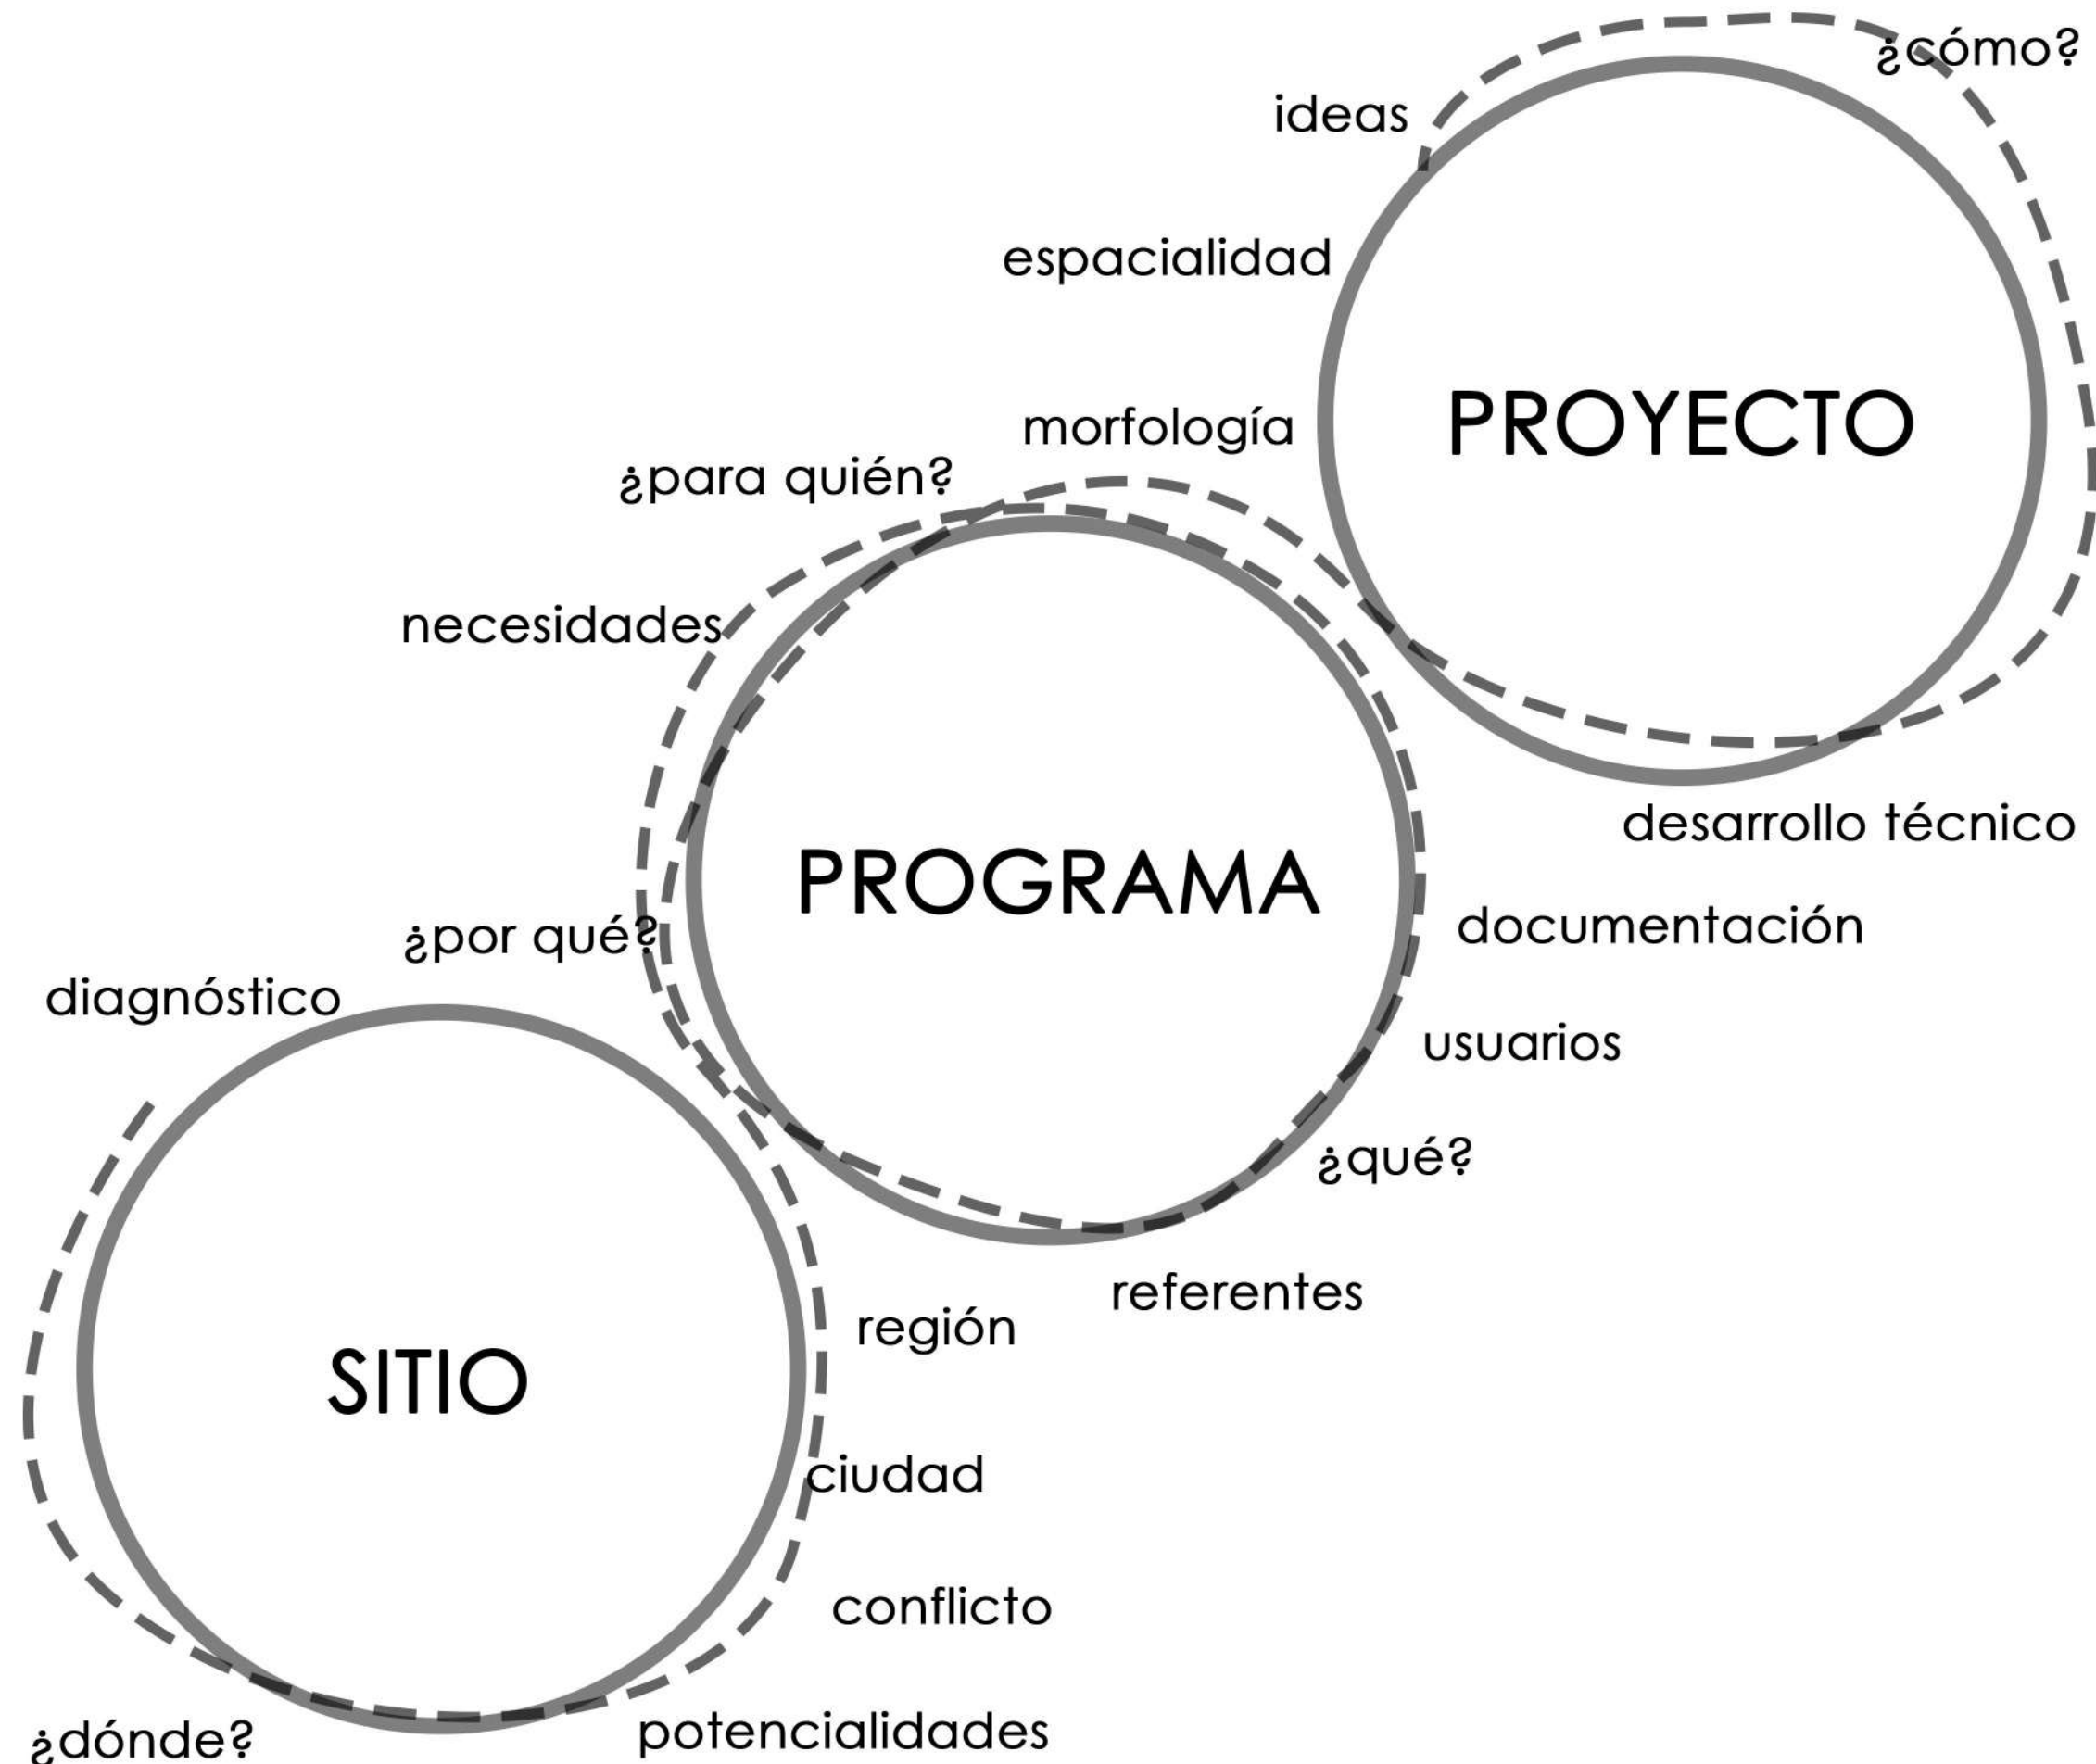 ¿cómo?
ideas
espacialidad
PROYECTO
morfología
¿para quién?
necesidades
desarrollo técnico
PROGRAMA
documentación
¿por qué?
diagnóstico
usuarios
¿qué?
referentes
región
SITIO
ciudad
conflicto
potencialidades
¿dónde?